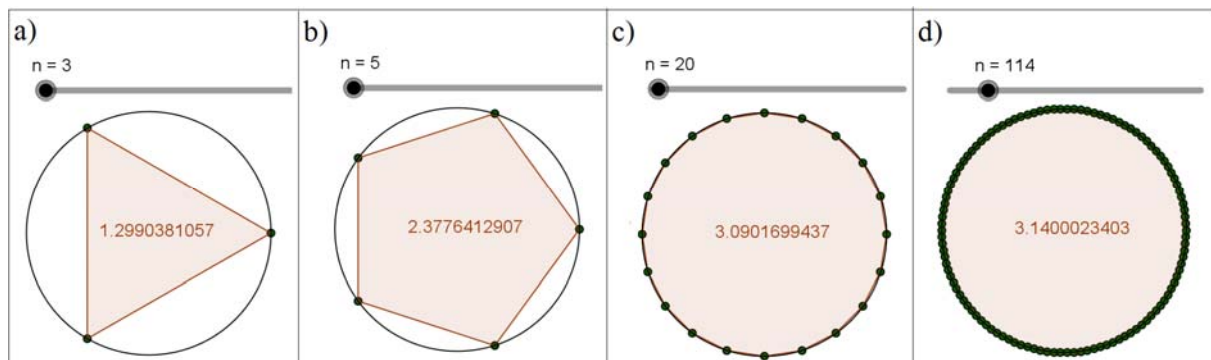 a)
n = 3
1.2990381057
b)
n = 5
2.3776412907
c)
n = 20
3.0901699437
d)
n = 114
3.1400023403